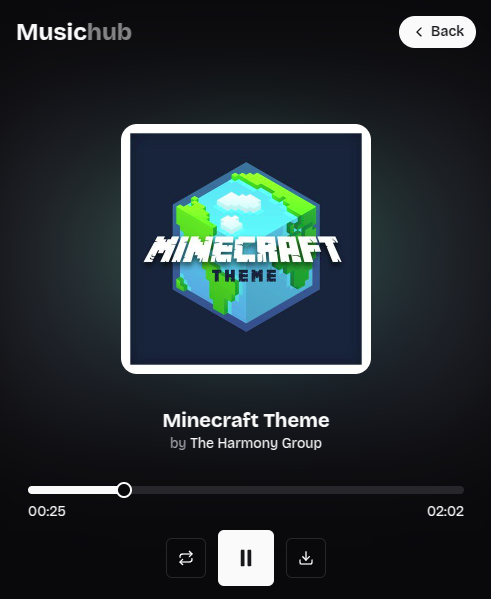 Musichub
Back
MINECRAFT
THEME
Minecraft Theme
by The Harmony Group
00:25
02:02